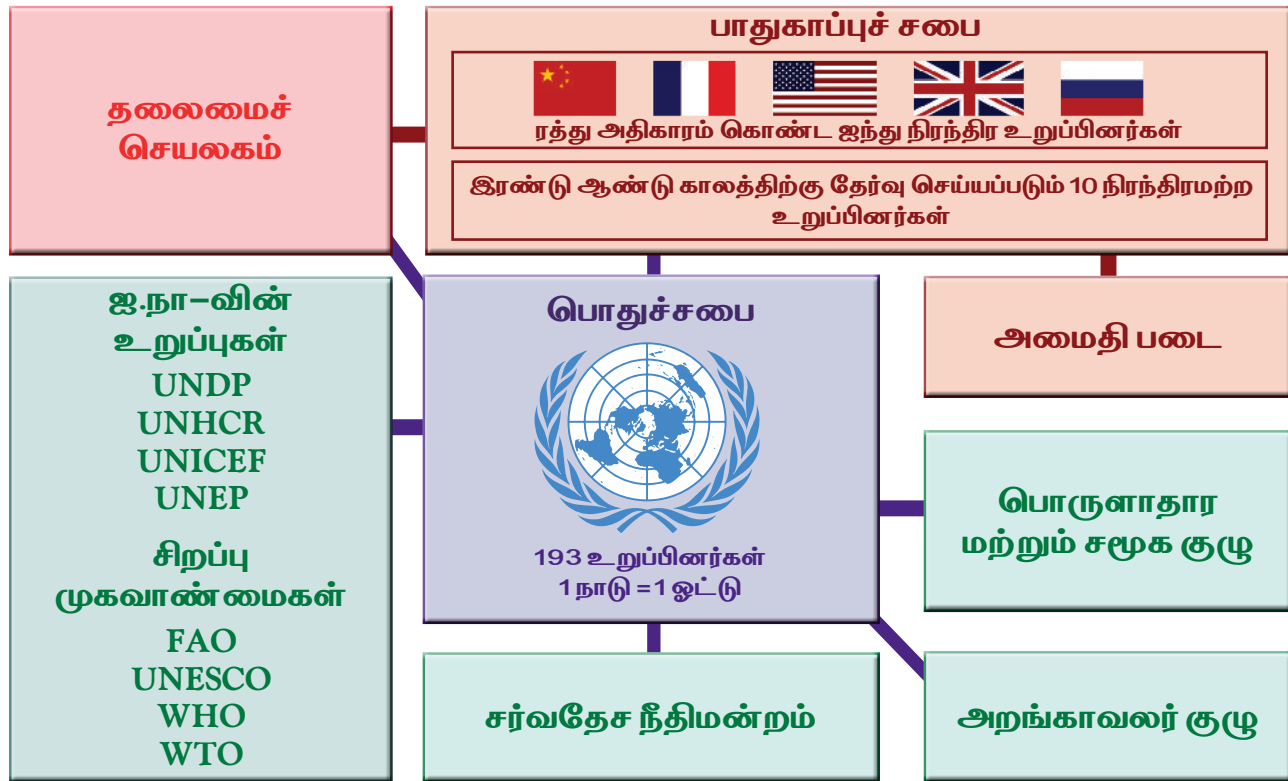 தலைமைச்
செயலகம்
பாதுகாப்புச் சபை
ரத்து அதிகாரம் கொண்ட ஐந்து நிரந்திர உறுப்பினர்கள்
இரண்டு ஆண்டு காலத்திற்கு தேர்வு செய்யப்படும் 10 நிரந்திரமற்ற
உறுப்பினர்கள்
ஐ.நா-வின்
உறுப்புகள்
UNDP
UNHCR
UNICEF
UNEP
சிறப்பு
முகவாண்மைகள்
FAO
UNESCO
WHO
WTO
பொதுச்சபை
193 உறுப்பினர்கள்
1 நாடு = 1 ஓட்டு
அமைதி படை
பொருளாதார
மற்றும் சமூக குழு
சர்வதேச நீதிமன்றம்
அறங்காவலர் குழு